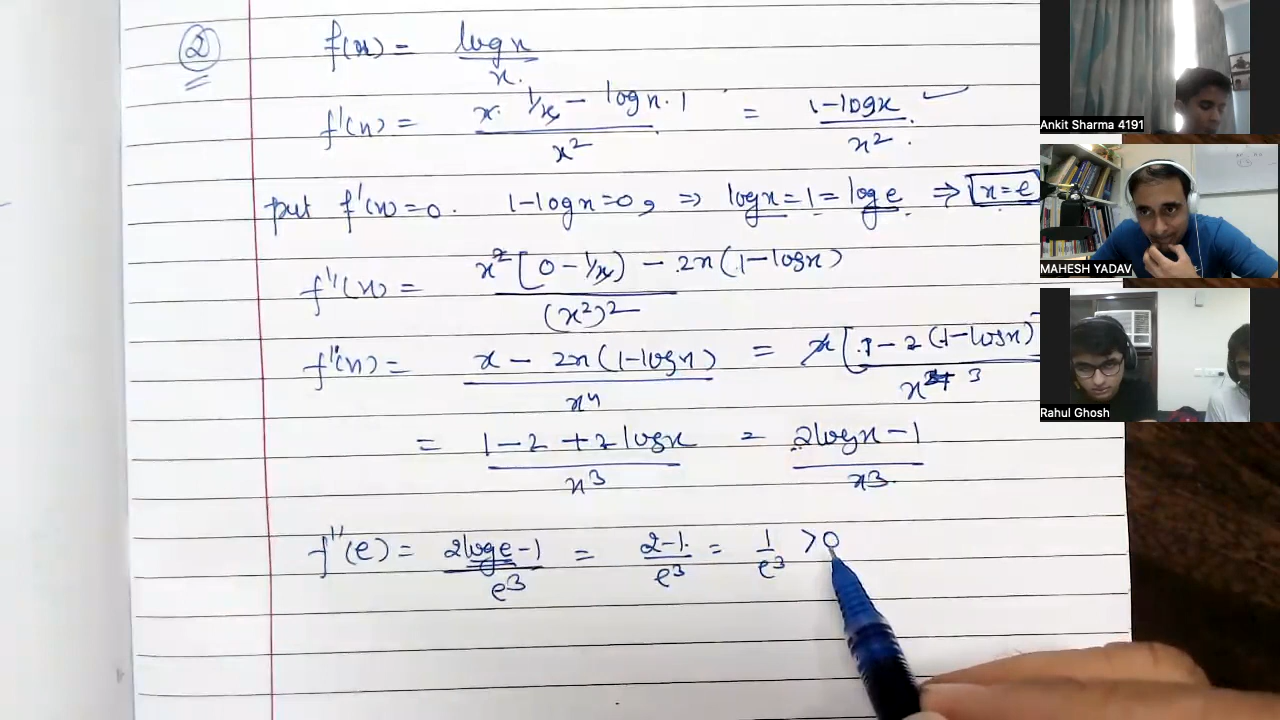 ② f(x) = log x / x.
f'(x) = x. 1/x – log x. 1 / x² = 1 – log x / x².
put f'(x) = 0. 1 – log x = 0, ⇒ log x = 1 = log e ⇒ x = e
f''(x) = x² [0 – 1/x) – 2x (1 – log x) / (x²)²
f''(x) = x – 2x (1 – log x) / x⁴ = x [1 – 2 (1 – log x) / x³
= 1 – 2 + 2 log x / x³ = 2 log x – 1 / x³.
f''(e) = 2 log e – 1 / e³ = 2 – 1 / e³ = 1 / e³ > 0
Ankit Sharma 4191
MAHESH YADAV
Rahul Ghosh